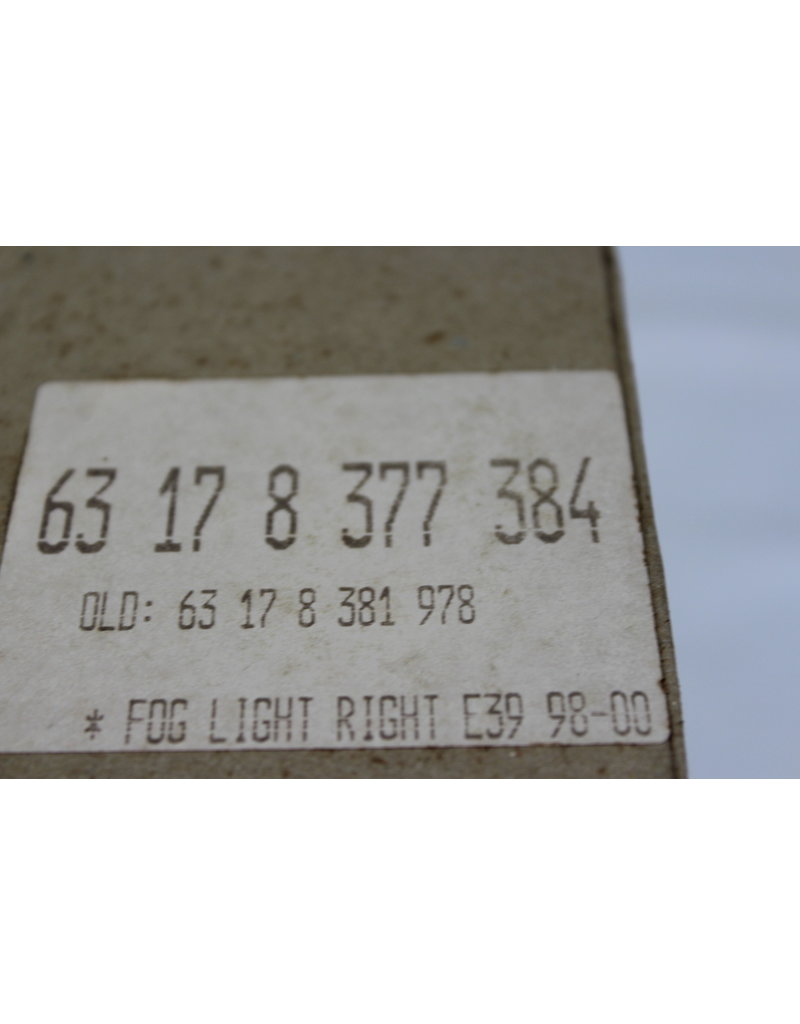 63 17 8 377 384
OLD: 63 17 8 381 978
* FOG LIGHT RIGHT E39 98-00